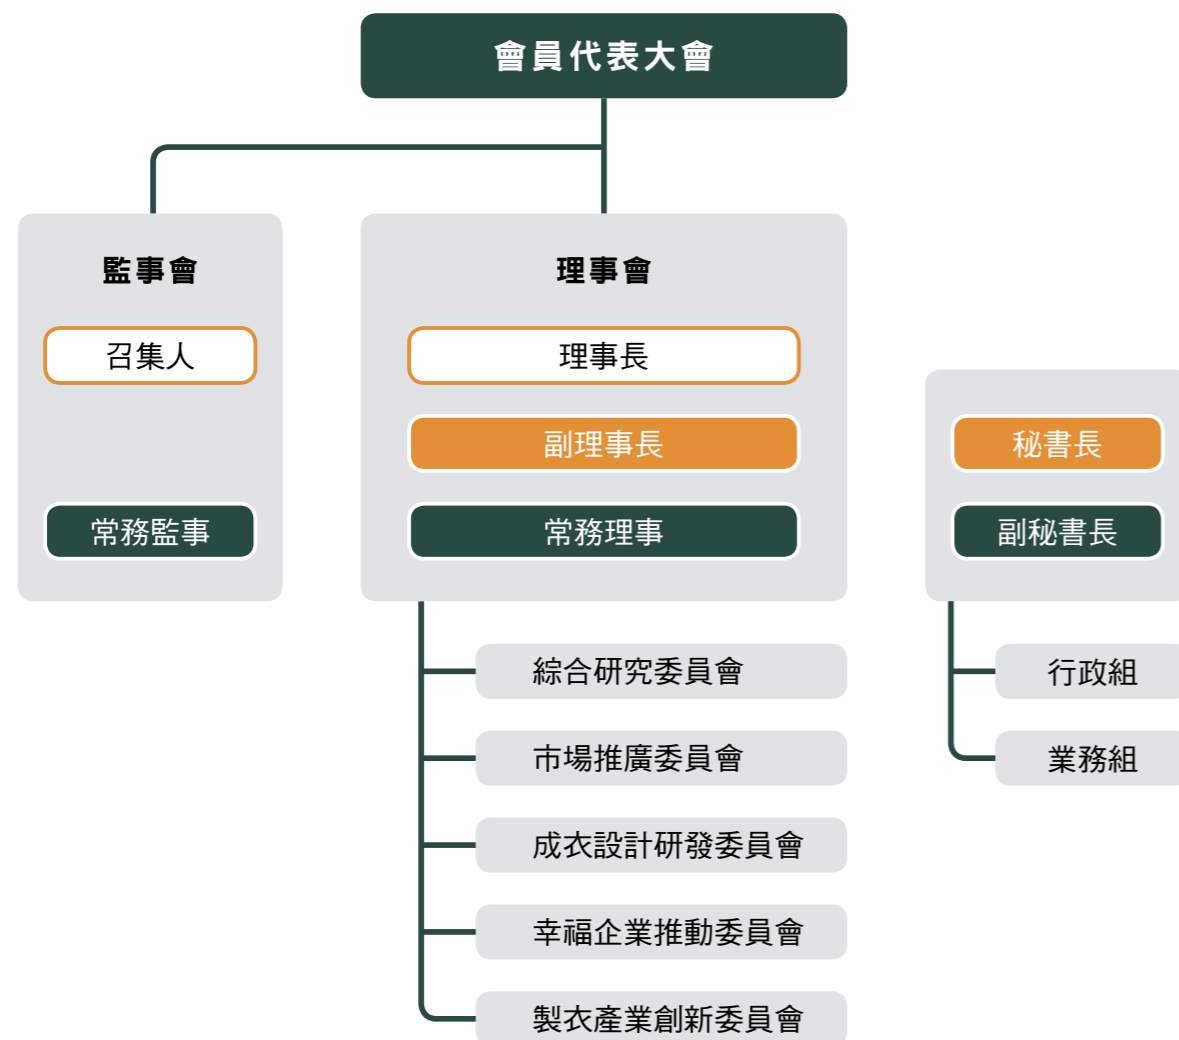 會員代表大會
監事會
召集人
常務監事
理事會
理事長
副理事長
常務理事
綜合研究委員會
市場推廣委員會
成衣設計研發委員會
幸福企業推動委員會
製衣產業創新委員會
秘書長
副秘書長
行政組
業務組